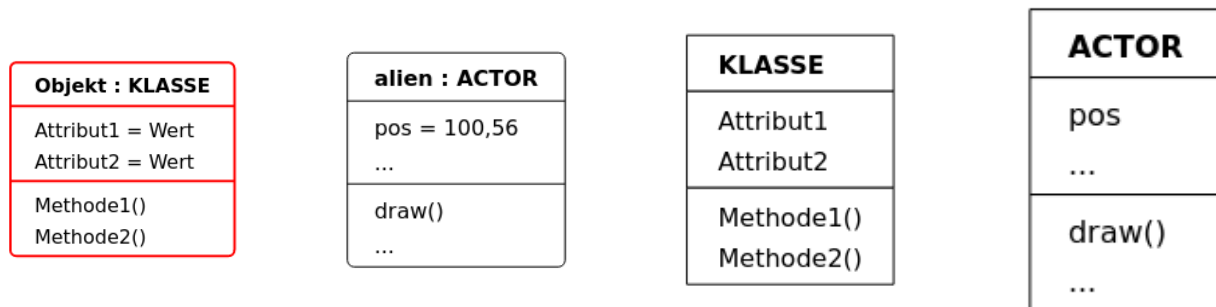 Objekt : KLASSE
Attribut1 = Wert
Attribut2 = Wert
Methode1()
Methode2()
alien : ACTOR
pos = 100,56
...
draw()
...
KLASSE
Attribut1
Attribut2
Methode1()
Methode2()
ACTOR
pos
...
draw()
...